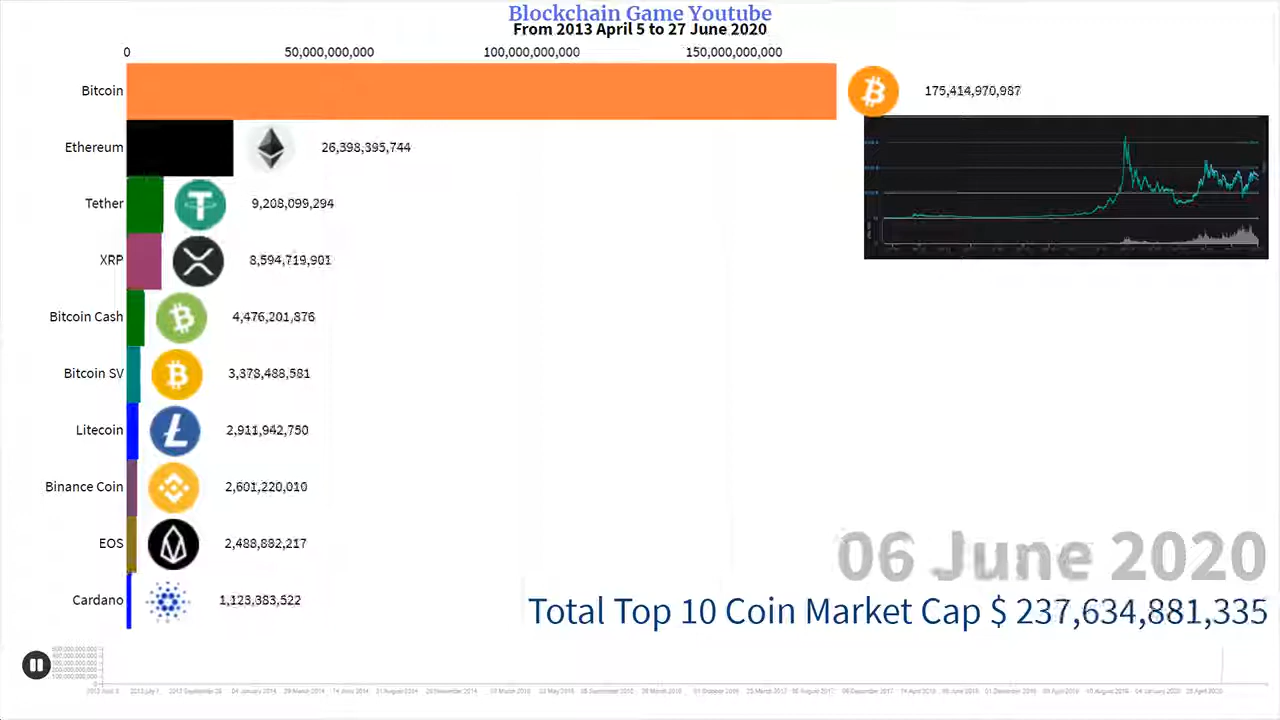 Blockchain Game Youtube
From 2013 April 5 to 27 June 2020
0 50,000,000,000 100,000,000,000 150,000,000,000
Bitcoin 175,414,970,987
Ethereum 26,398,395,744
Tether 9,208,099,294
XRP 8,594,719,901
Bitcoin Cash 4,476,201,876
Bitcoin SV 3,378,488,581
Litecoin 2,911,942,750
Binance Coin 2,601,220,010
EOS 2,488,882,217
Cardano 1,123,383,522
06 June 2020
Total Top 10 Coin Market Cap $ 237,634,881,335